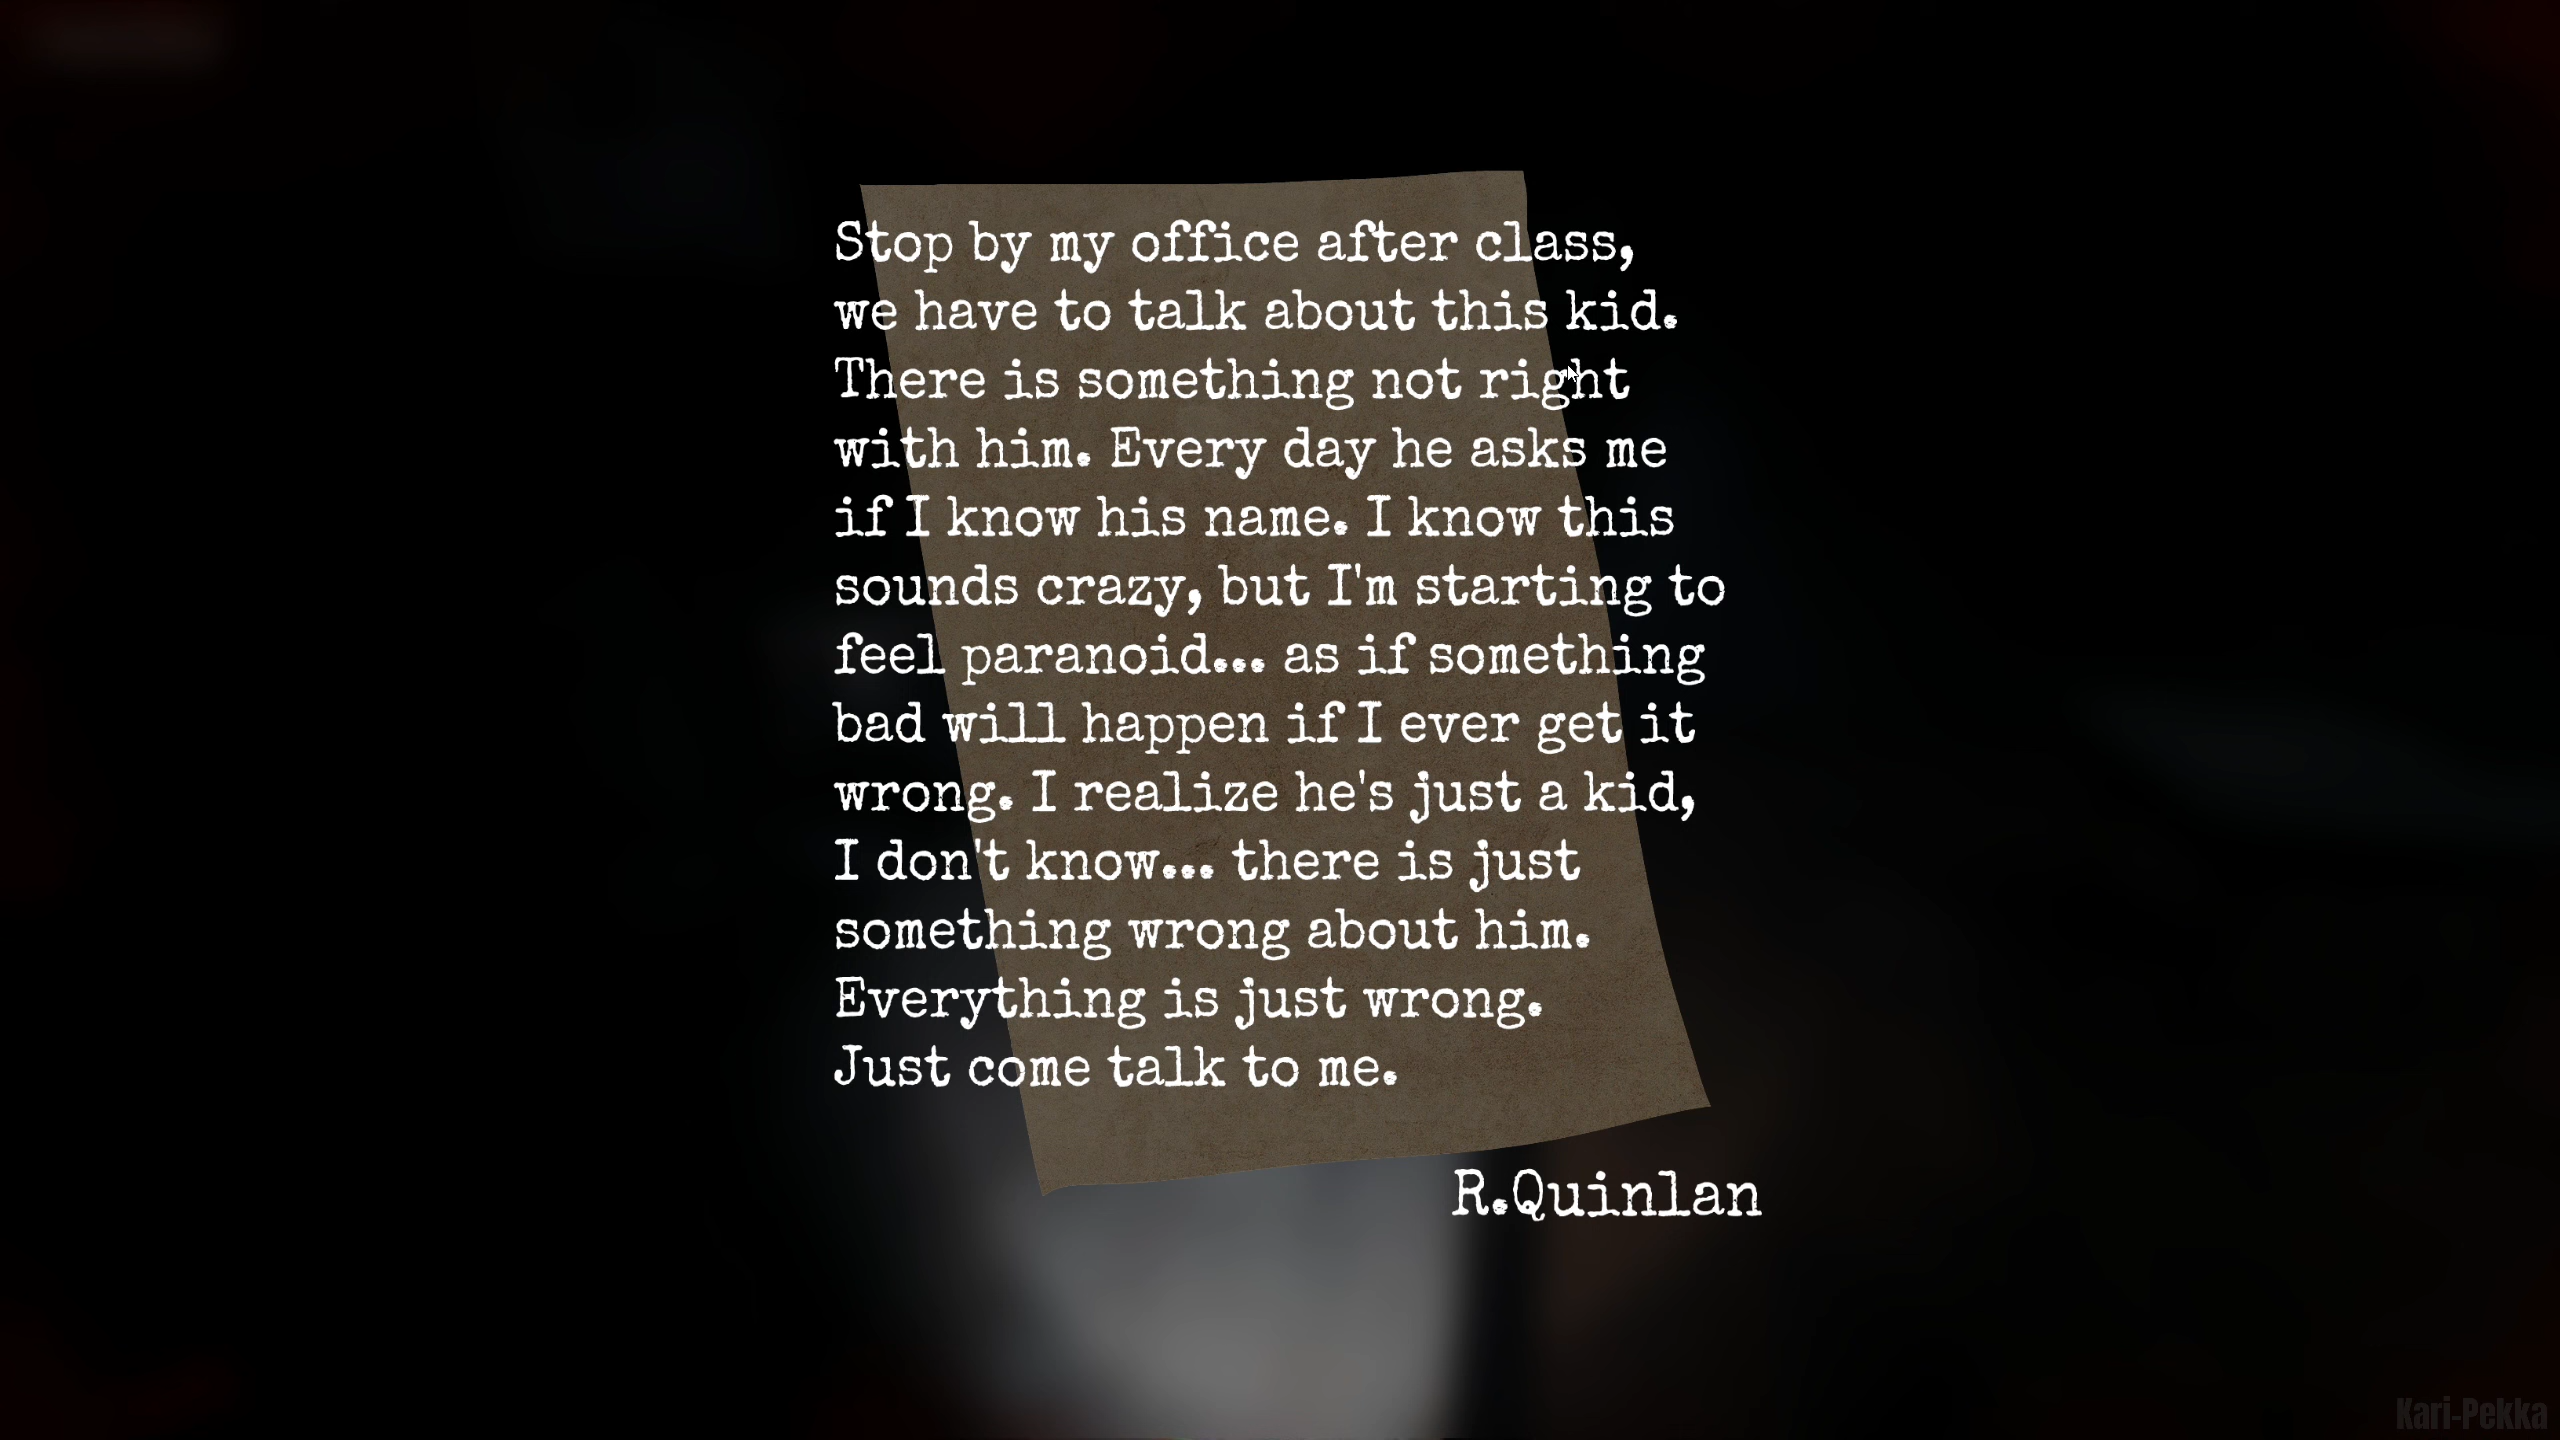 Stop by my office after class,
we have to talk about this kid.
There is something not right
with him. Every day he asks me
if I know his name. I know this
sounds crazy, but I'm starting to
feel paranoid... as if something
bad will happen if I ever get it
wrong. I realize he's just a kid,
I don't know... there is just
something wrong about him.
Everything is just wrong.
Just come talk to me.
R.Quinlan
Kari-Pekka